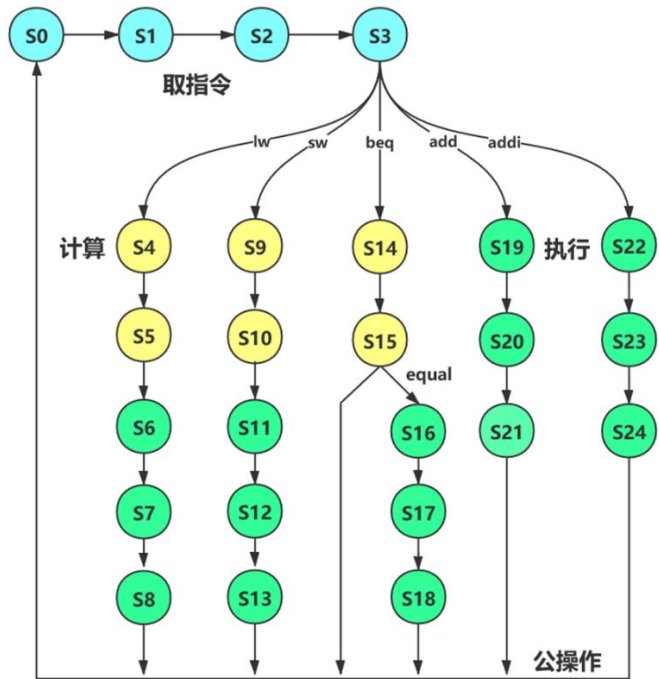 S0 S1 S2 S3
取指令
lw sw beq add addi
计算 S4 S9 S14 S19 执行 S22
S5 S10 S15 S20 S23
equal
S6 S11 S16 S21 S24
S7 S12 S17
S8 S13 S18
公操作